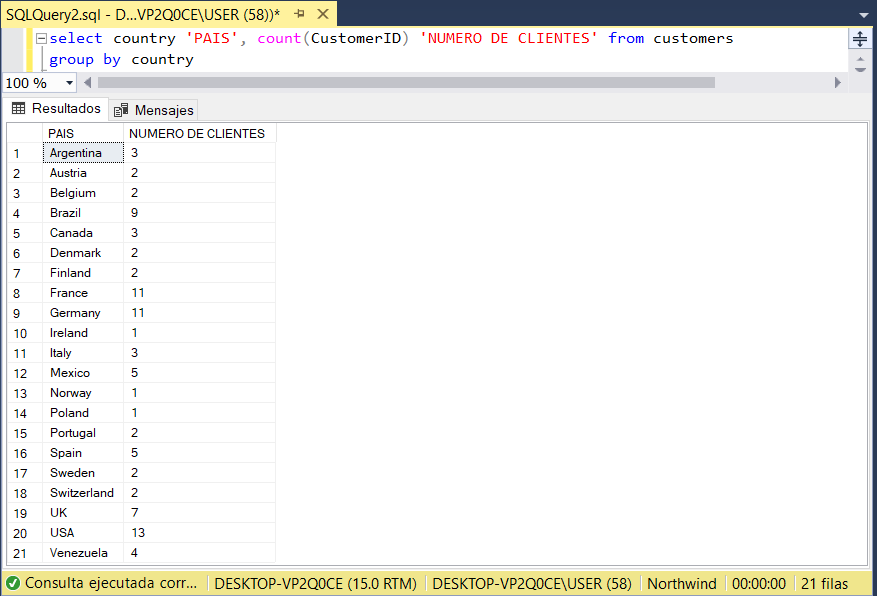 SQLQuery2.sql - D...VP2Q0CE\USER (58))*
select country 'PAIS', count(CustomerID) 'NUMERO DE CLIENTES' from customers
group by country
100 %
Resultados Mensajes
PAIS NUMERO DE CLIENTES
1 Argentina 3
2 Austria 2
3 Belgium 2
4 Brazil 9
5 Canada 3
6 Denmark 2
7 Finland 2
8 France 11
9 Germany 11
10 Ireland 1
11 Italy 3
12 Mexico 5
13 Norway 1
14 Poland 1
15 Portugal 2
16 Spain 5
17 Sweden 2
18 Switzerland 2
19 UK 7
20 USA 13
21 Venezuela 4
Consulta ejecutada corr... DESKTOP-VP2Q0CE (15.0 RTM) DESKTOP-VP2Q0CE\USER (58) Northwind 00:00:00 21 filas